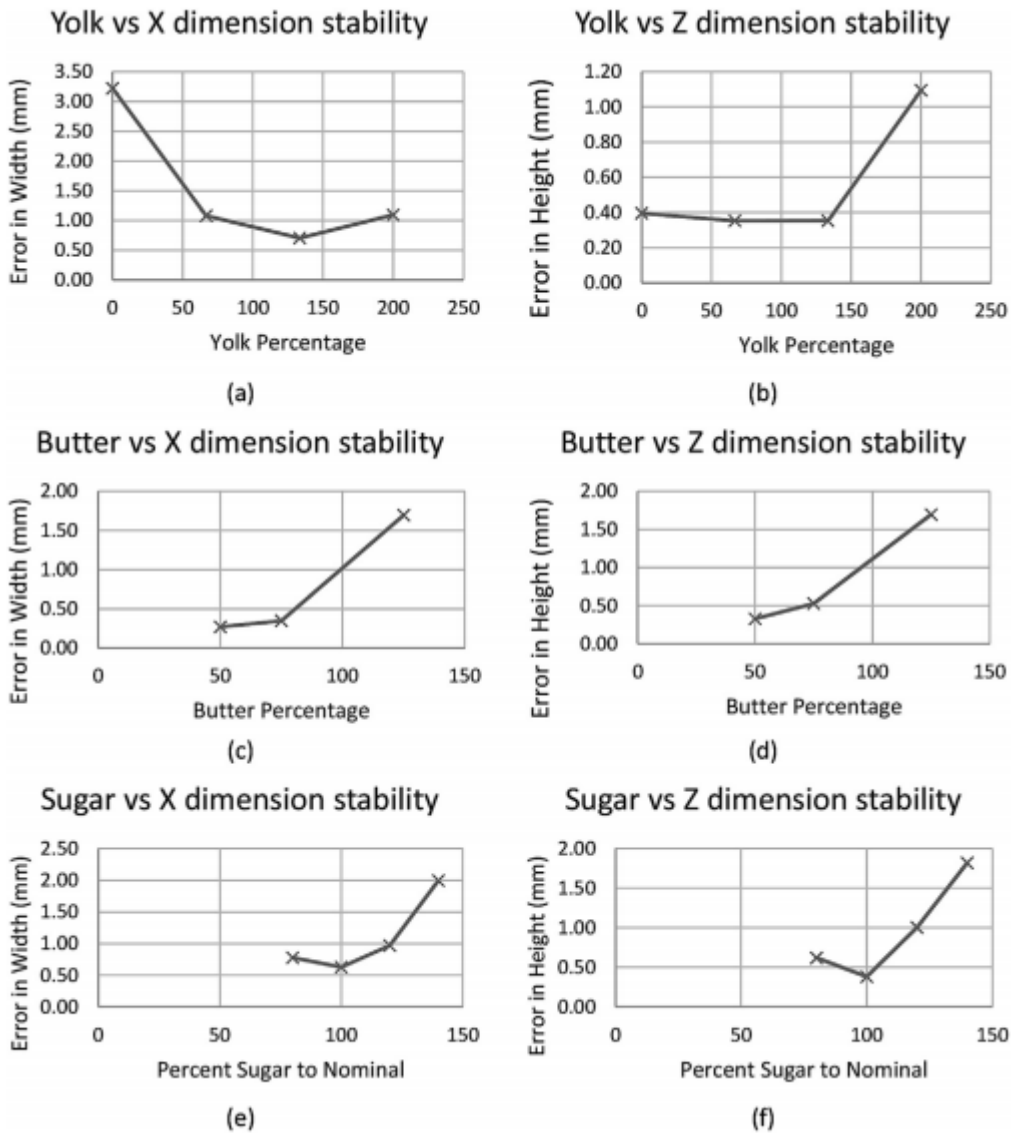 Yolk vs X dimension stability
Error in Width (mm)
3.50
3.00
2.50
2.00
1.50
1.00
0.50
0.00
0 50 100 150 200 250
Yolk Percentage
(a)
Yolk vs Z dimension stability
Error in Height (mm)
1.20
1.00
0.80
0.60
0.40
0.20
0.00
0 50 100 150 200 250
Yolk Percentage
(b)
Butter vs X dimension stability
Error in Width (mm)
2.00
1.50
1.00
0.50
0.00
0 50 100 150
Butter Percentage
(c)
Butter vs Z dimension stability
Error in Height (mm)
2.00
1.50
1.00
0.50
0.00
0 50 100 150
Butter Percentage
(d)
Sugar vs X dimension stability
Error in Width (mm)
2.50
2.00
1.50
1.00
0.50
0.00
0 50 100 150
Percent Sugar to Nominal
(e)
Sugar vs Z dimension stability
Error in Height (mm)
2.00
1.50
1.00
0.50
0.00
0 50 100 150
Percent Sugar to Nominal
(f)